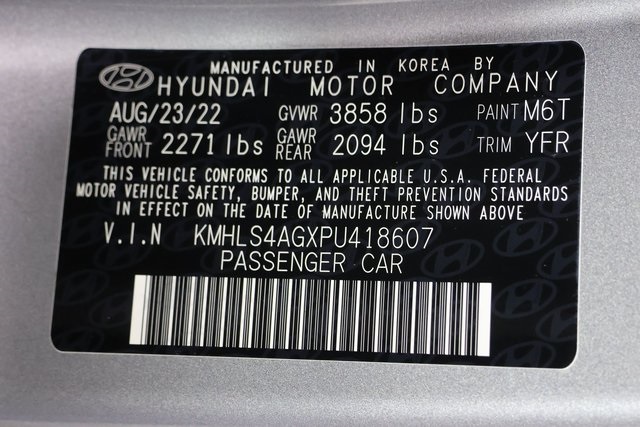 MANUFACTURED IN KOREA BY
HYUNDAI MOTOR COMPANY
AUG/23/22 GVWR 3858 lbs PAINT M6T
GAWR FRONT 2271 lbs GAWR REAR 2094 lbs TRIM YFR
THIS VEHICLE CONFORMS TO ALL APPLICABLE U.S.A. FEDERAL
MOTOR VEHICLE SAFETY, BUMPER, AND THEFT PREVENTION STANDARDS
IN EFFECT ON THE DATE OF MANUFACTURE SHOWN ABOVE
V.I.N KMHLS4AGXPU418607
PASSENGER CAR